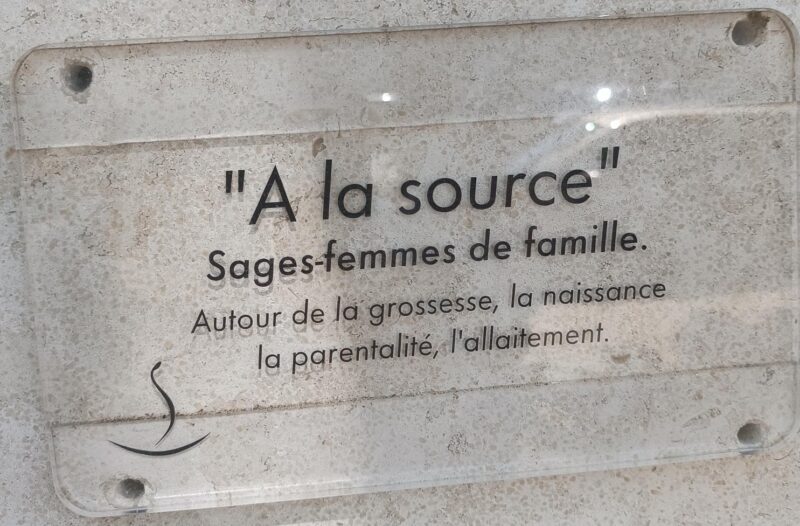 "A la source"
Sages-femmes de famille.
Autour de la grossesse, la naissance
la parentalité, l'allaitement.